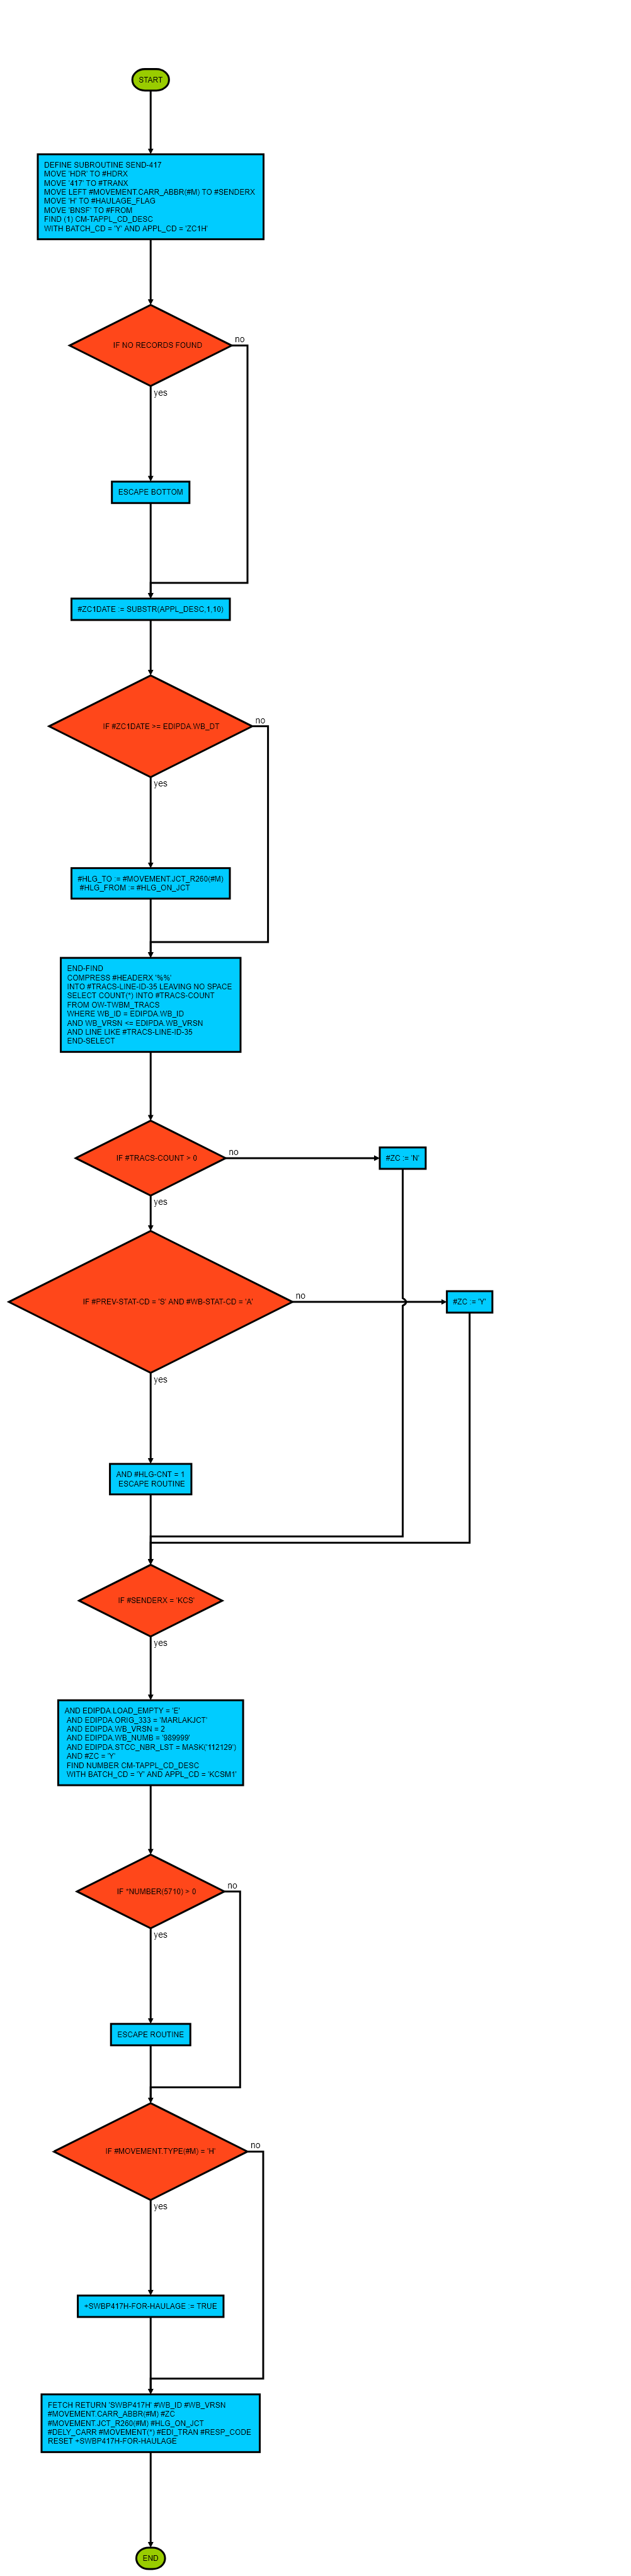 START
DEFINE SUBROUTINE SEND-417
MOVE 'HDR' TO #HDRX
MOVE '417' TO #TRANX
MOVE LEFT #MOVEMENT.CARR_ABBR(#M) TO #SENDERX
MOVE 'H' TO #HAULAGE_FLAG
MOVE 'BNSF' TO #FROM
FIND (1) CM-TAPPL_CD_DESC
WITH BATCH_CD = 'Y' AND APPL_CD = 'ZC1H'
IF NO RECORDS FOUND
no
yes
ESCAPE BOTTOM
#ZC1DATE := SUBSTR(APPL_DESC,1,10)
IF #ZC1DATE >= EDIPDA.WB_DT
no
yes
#HLG_TO := #MOVEMENT.JCT_R260(#M)
#HLG_FROM := #HLG_ON_JCT
END-FIND
COMPRESS #HEADERX '%%'
INTO #TRACS-LINE-ID-35 LEAVING NO SPACE
SELECT COUNT(*) INTO #TRACS-COUNT
FROM OW-TWBM_TRACS
WHERE WB_ID = EDIPDA.WB_ID
AND WB_VRSN <= EDIPDA.WB_VRSN
AND LINE LIKE #TRACS-LINE-ID-35
END-SELECT
IF #TRACS-COUNT > 0
no
#ZC := 'N'
yes
IF #PREV-STAT-CD = 'S' AND #WB-STAT-CD = 'A'
no
#ZC := 'Y'
yes
AND #HLG-CNT = 1
ESCAPE ROUTINE
IF #SENDERX = 'KCS'
yes
AND EDIPDA.LOAD_EMPTY = 'E'
AND EDIPDA.ORIG_333 = 'MARLAKJCT'
AND EDIPDA.WB_VRSN = 2
AND EDIPDA.WB_NUMB = '989999'
AND EDIPDA.STCC_NBR_LST = MASK('112129')
AND #ZC = 'Y'
FIND NUMBER CM-TAPPL_CD_DESC
WITH BATCH_CD = 'Y' AND APPL_CD = 'KCSM1'
IF *NUMBER(5710) > 0
no
yes
ESCAPE ROUTINE
IF #MOVEMENT.TYPE(#M) = 'H'
no
yes
+SWBP417H-FOR-HAULAGE := TRUE
FETCH RETURN 'SWBP417H' #WB_ID #WB_VRSN
#MOVEMENT.CARR_ABBR(#M) #ZC
#MOVEMENT.JCT_R260(#M) #HLG_ON_JCT
#DELY_CARR #MOVEMENT(*) #EDI_TRAN #RESP_CODE
RESET +SWBP417H-FOR-HAULAGE
END